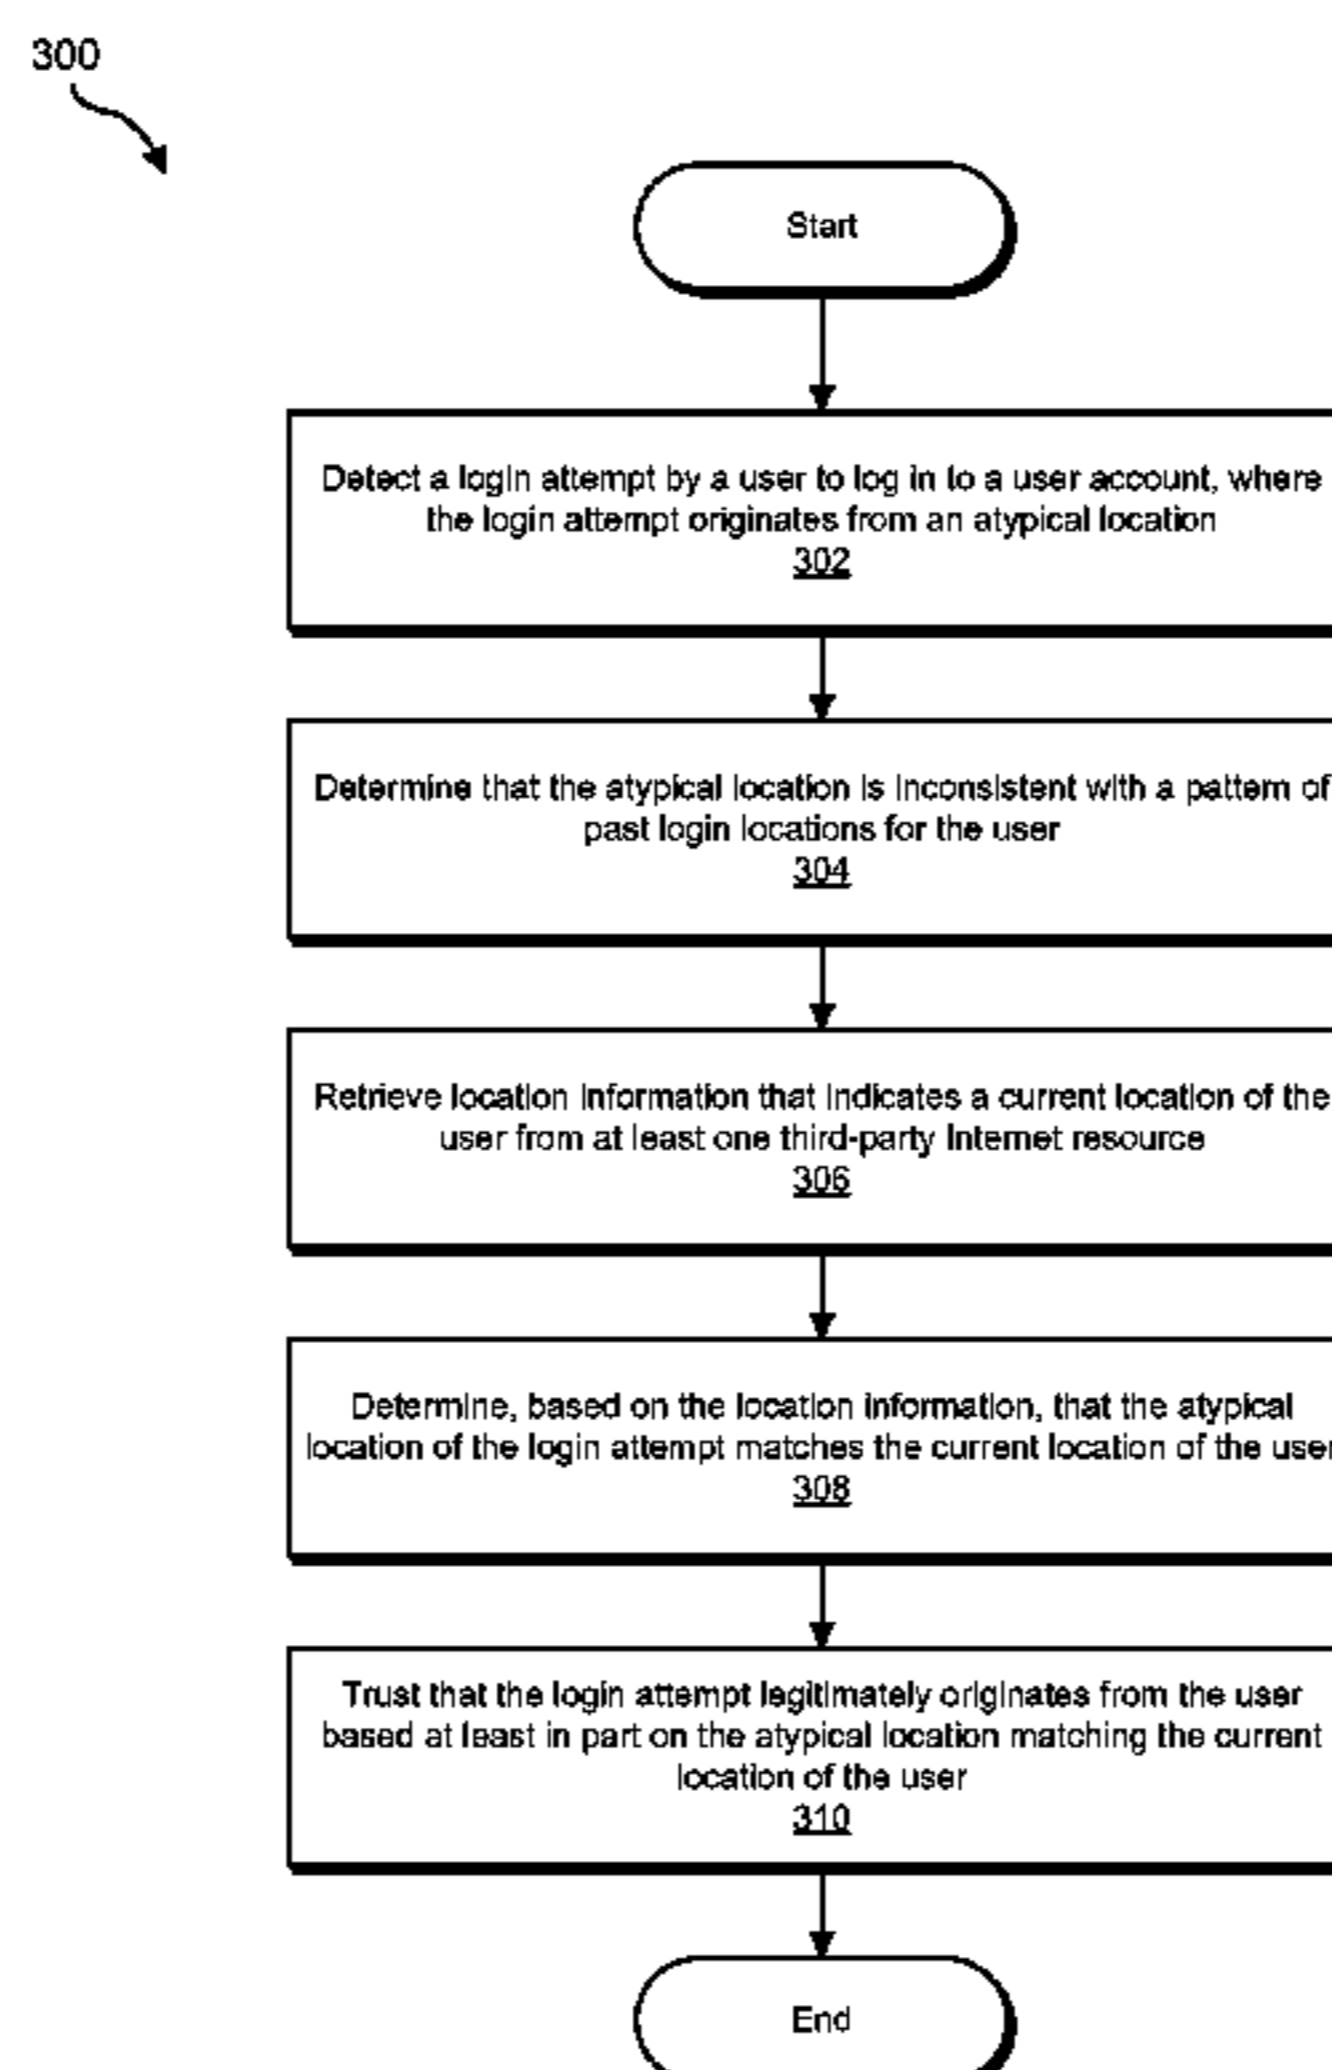 300
Start
Detect a login attempt by a user to log in to a user account, where
the login attempt originates from an atypical location
302
Determine that the atypical location is inconsistent with a pattern of
past login locations for the user
304
Retrieve location information that indicates a current location of the
user from at least one third-party Internet resource
306
Determine, based on the location information, that the atypical
location of the login attempt matches the current location of the user
308
Trust that the login attempt legitimately originates from the user
based at least in part on the atypical location matching the current
location of the user
310
End